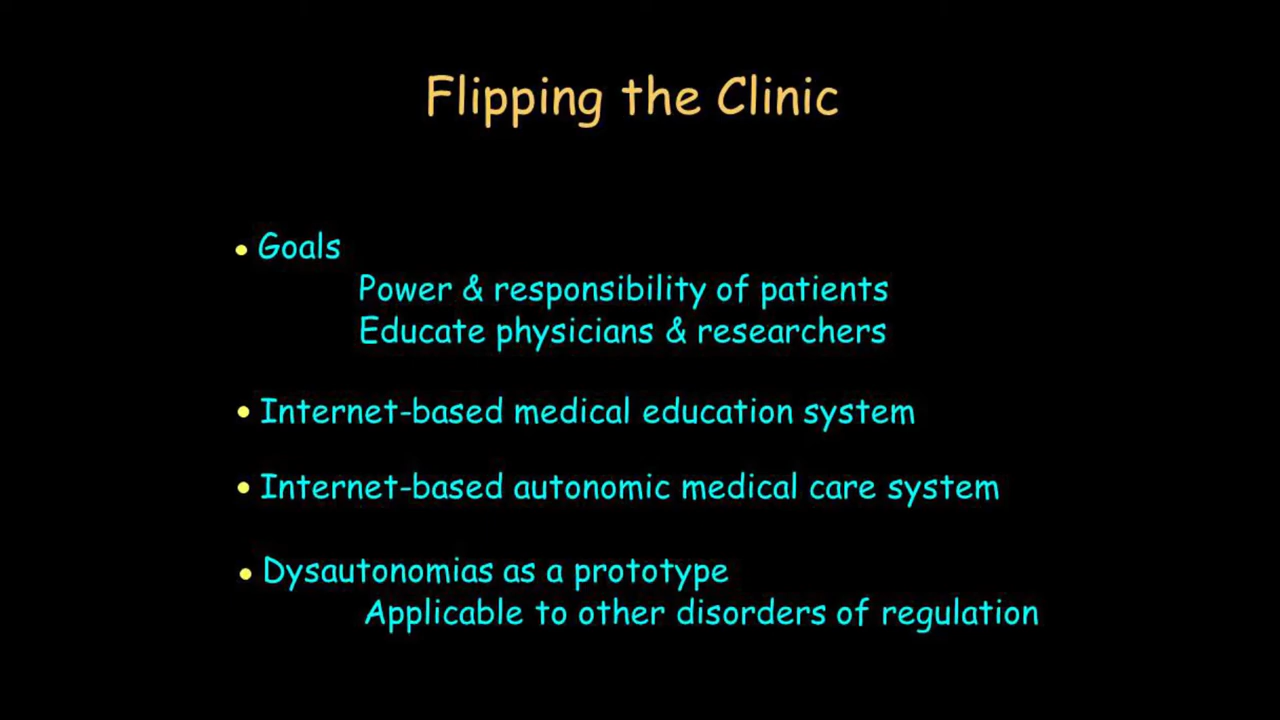 Flipping the Clinic
• Goals
Power & responsibility of patients
Educate physicians & researchers
• Internet-based medical education system
• Internet-based autonomic medical care system
• Dysautonomias as a prototype
Applicable to other disorders of regulation